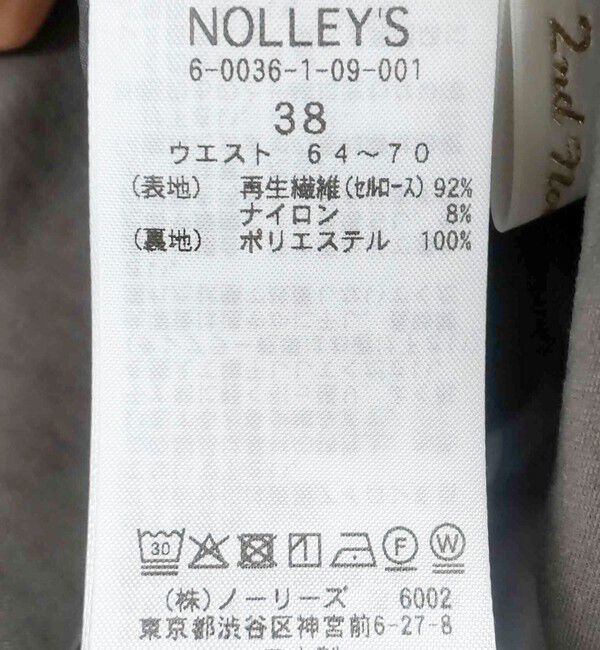 NOLLEY'S
6-0036-1-09-001
38
ウエスト 64～70
(表地) 再生繊維(セルロース) 92%
ナイロン 8%
(裏地) ポリエステル 100%
30
F
W
(株)ノーリーズ 6002
東京都渋谷区神宮前6-27-8
2nd